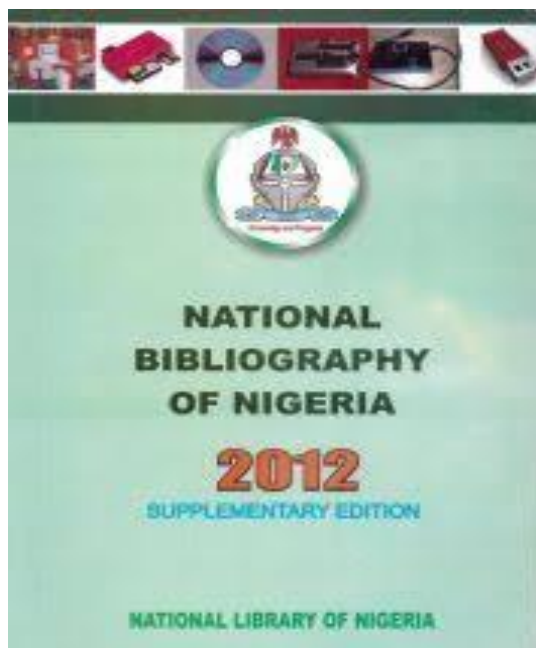 NATIONAL
BIBLIOGRAPHY
OF NIGERIA
2012
SUPPLEMENTARY EDITION
NATIONAL LIBRARY OF NIGERIA